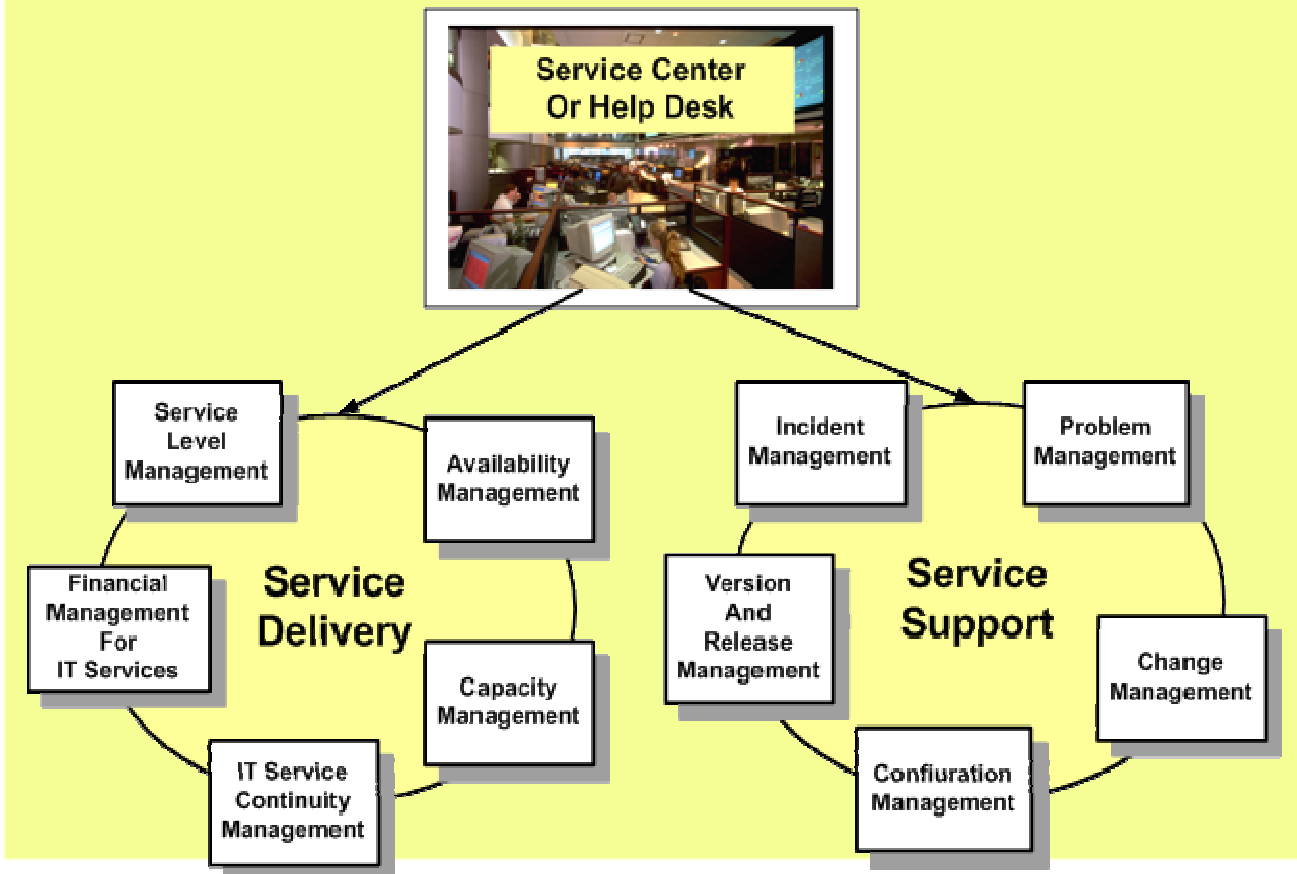 Service Center
Or Help Desk
Service
Level
Management
Availability
Management
Financial
Management
For
IT Services
Service
Delivery
Capacity
Management
IT Service
Continuity
Management
Incident
Management
Problem
Management
Version
And
Release
Management
Service
Support
Change
Management
Confiuration
Management